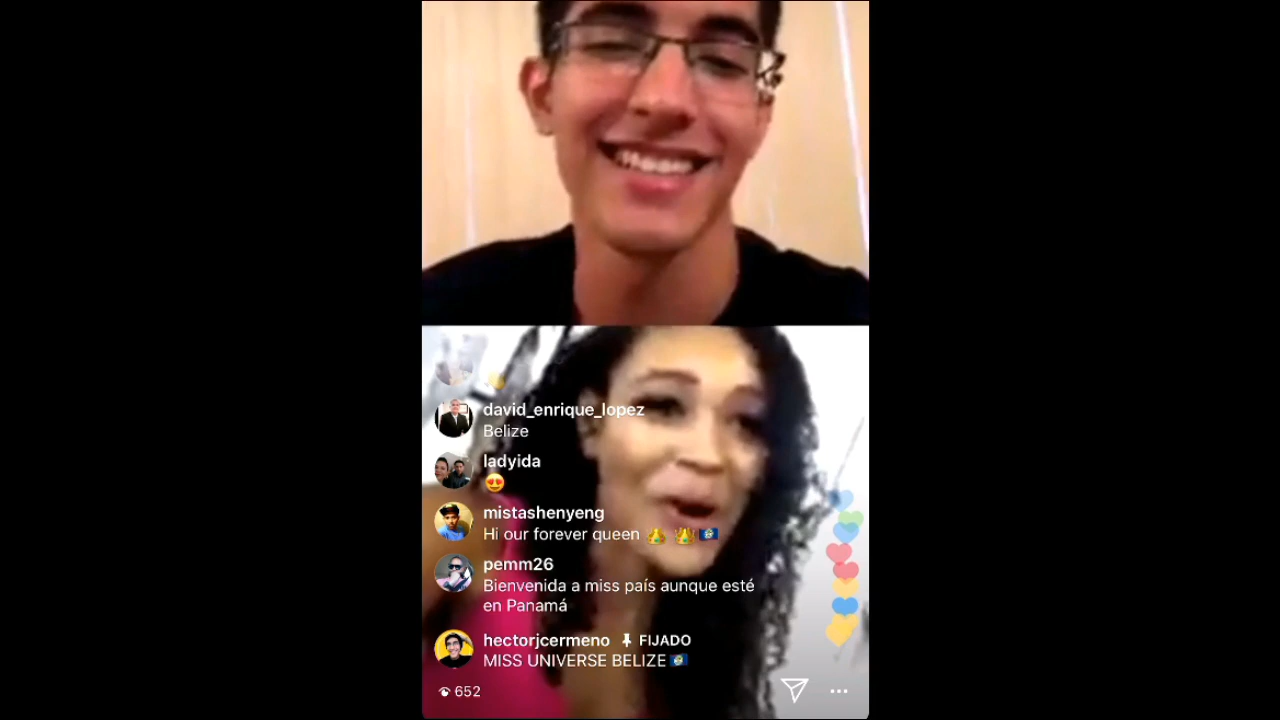 david_enrique_lopez
Belize
ladyida
😍
mistashenyeng
Hi our forever queen 👑 👑🇧🇿
pemm26
Bienvenida a miss país aunque esté
en Panamá
hectorjcermeno 📌 FIJADO
MISS UNIVERSE BELIZE🇧🇿
652